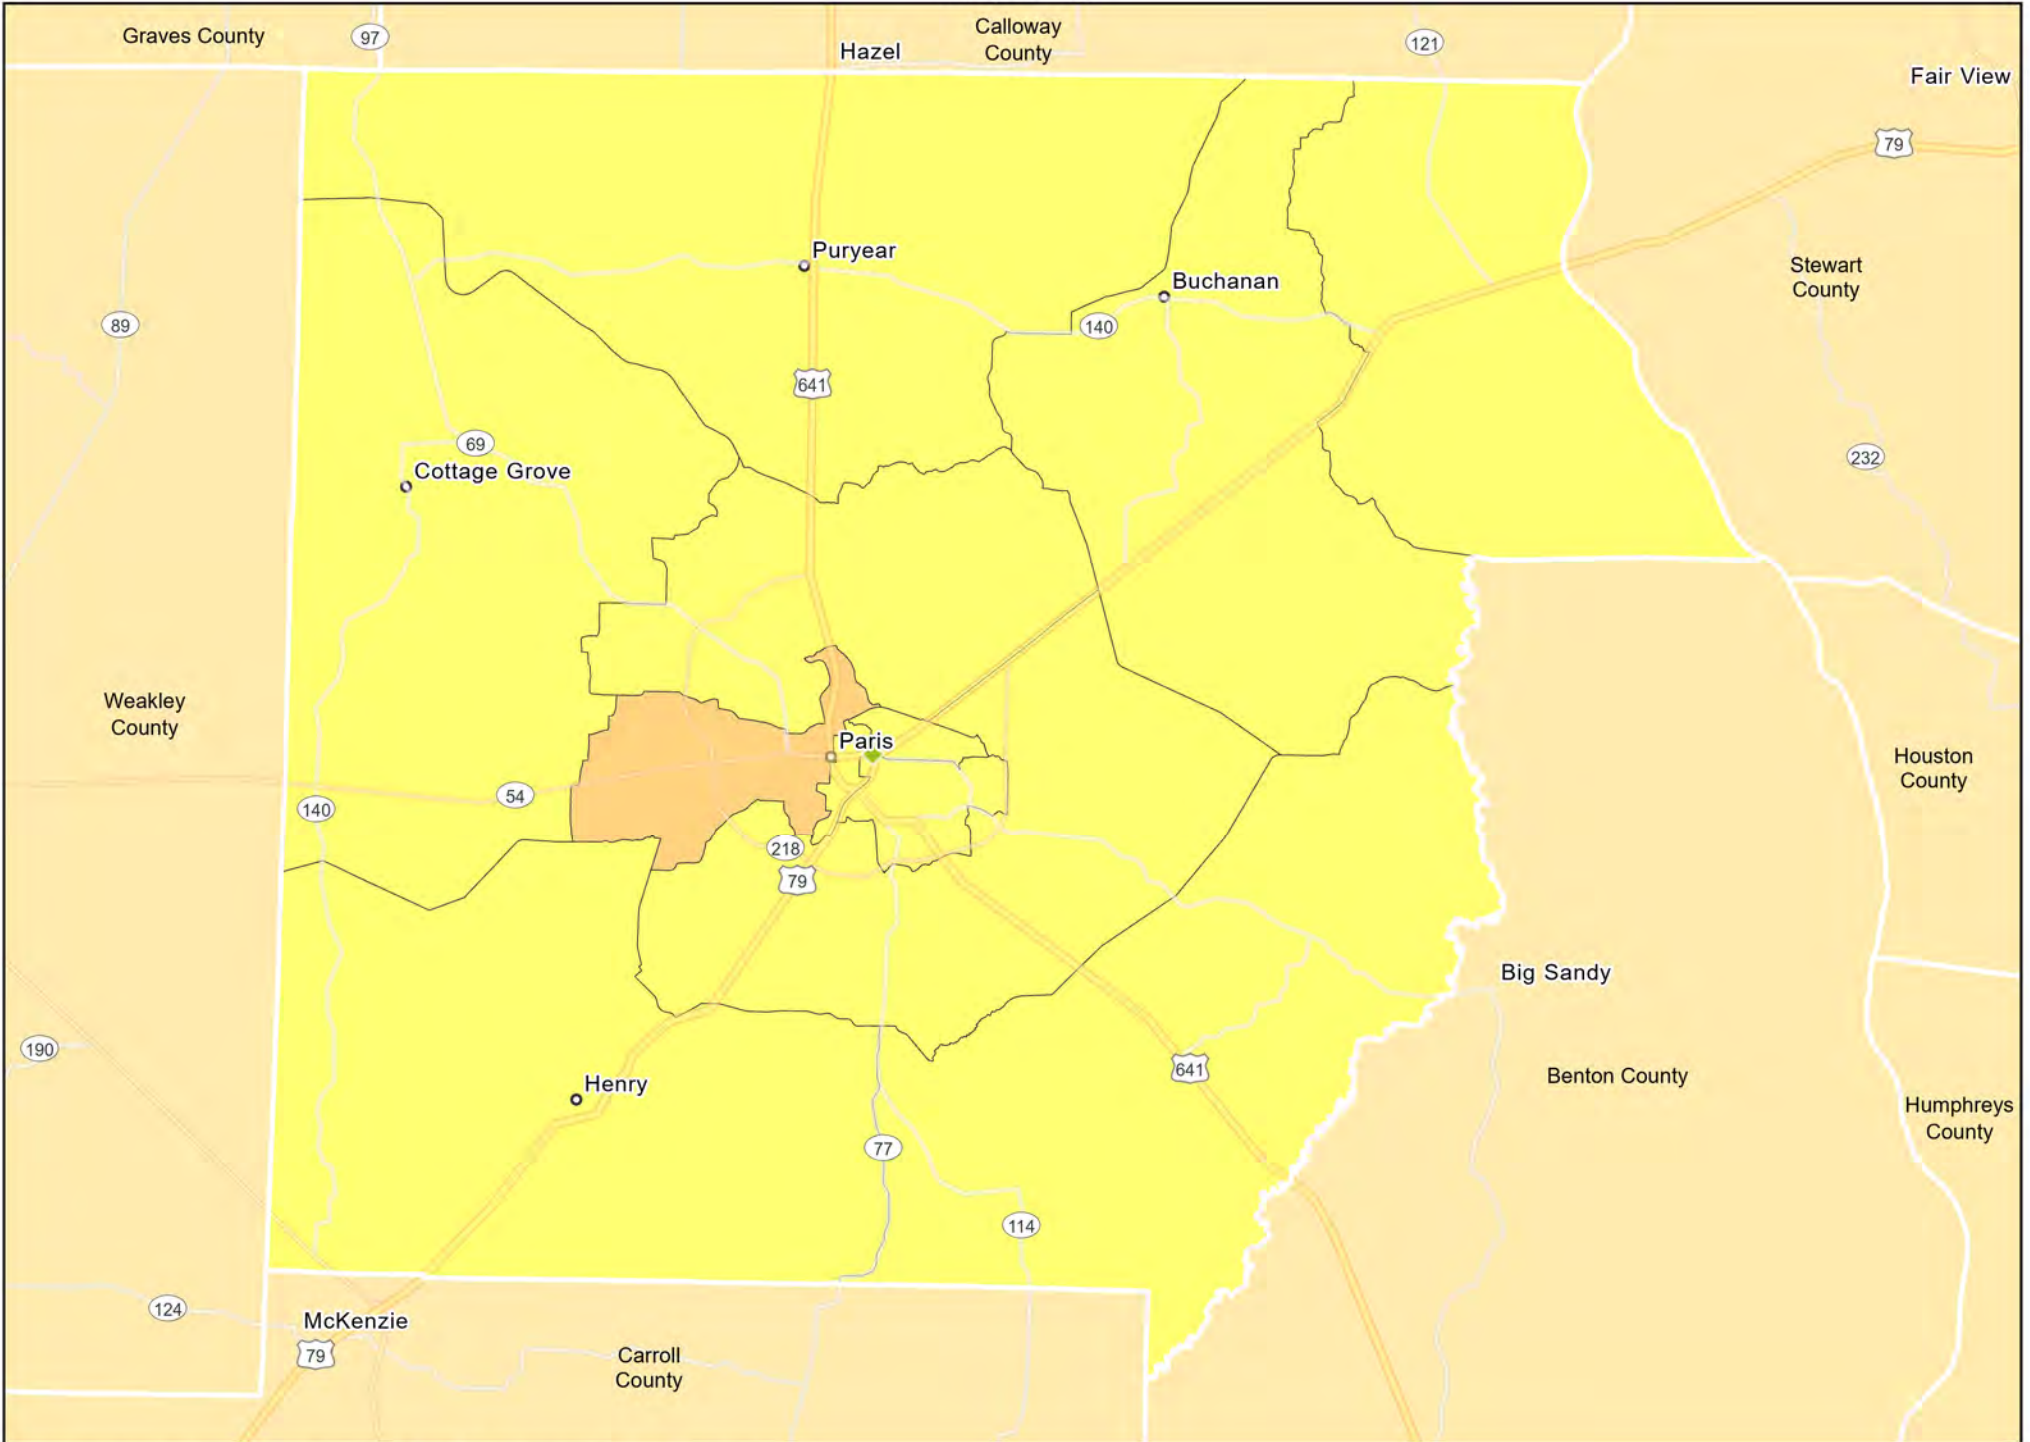 Graves County
97
Calloway
County
121
Hazel
Fair View
79
Puryear
Buchanan
Stewart
County
89
140
641
69
Cottage Grove
232
Weakley
County
Paris
Houston
County
54
140
218
79
Big Sandy
190
641
Benton County
Henry
Humphreys
County
77
114
124
McKenzie
79
Carroll
County